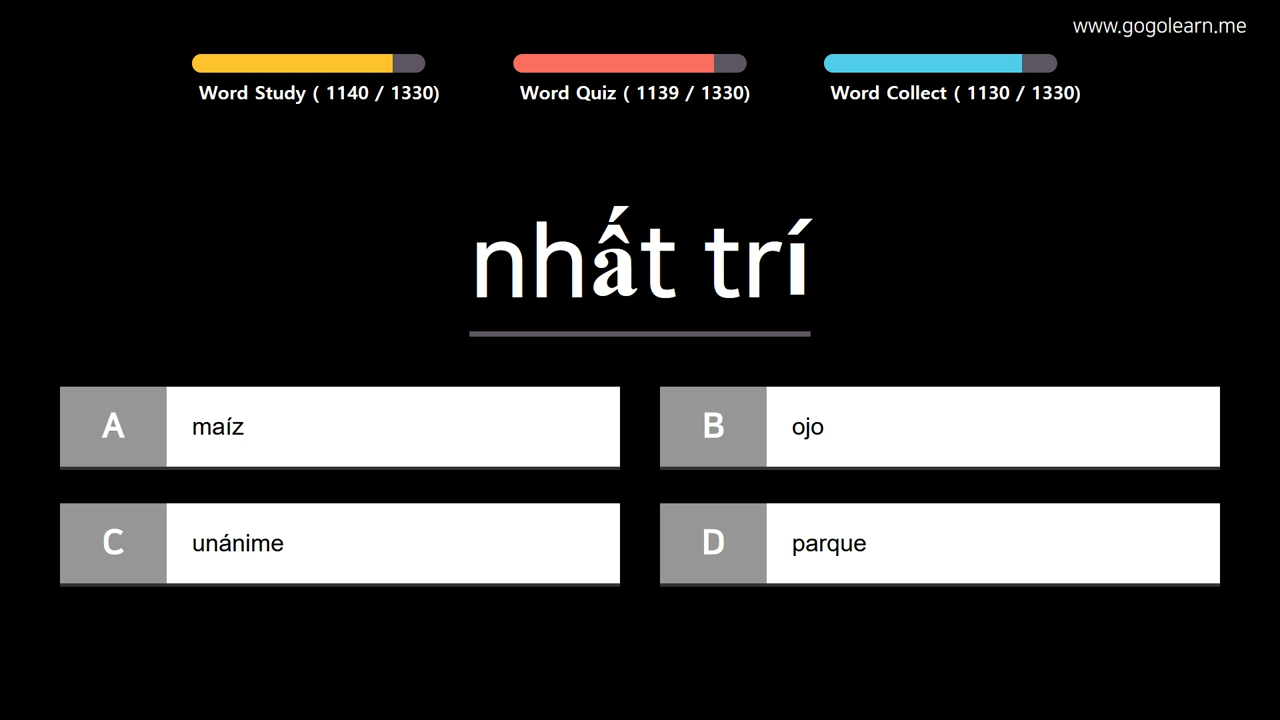 www.gogolearn.me
Word Study ( 1140 / 1330)
Word Quiz ( 1139 / 1330)
Word Collect ( 1130 / 1330)
nhất trí
A maíz
B ojo
C unánime
D parque